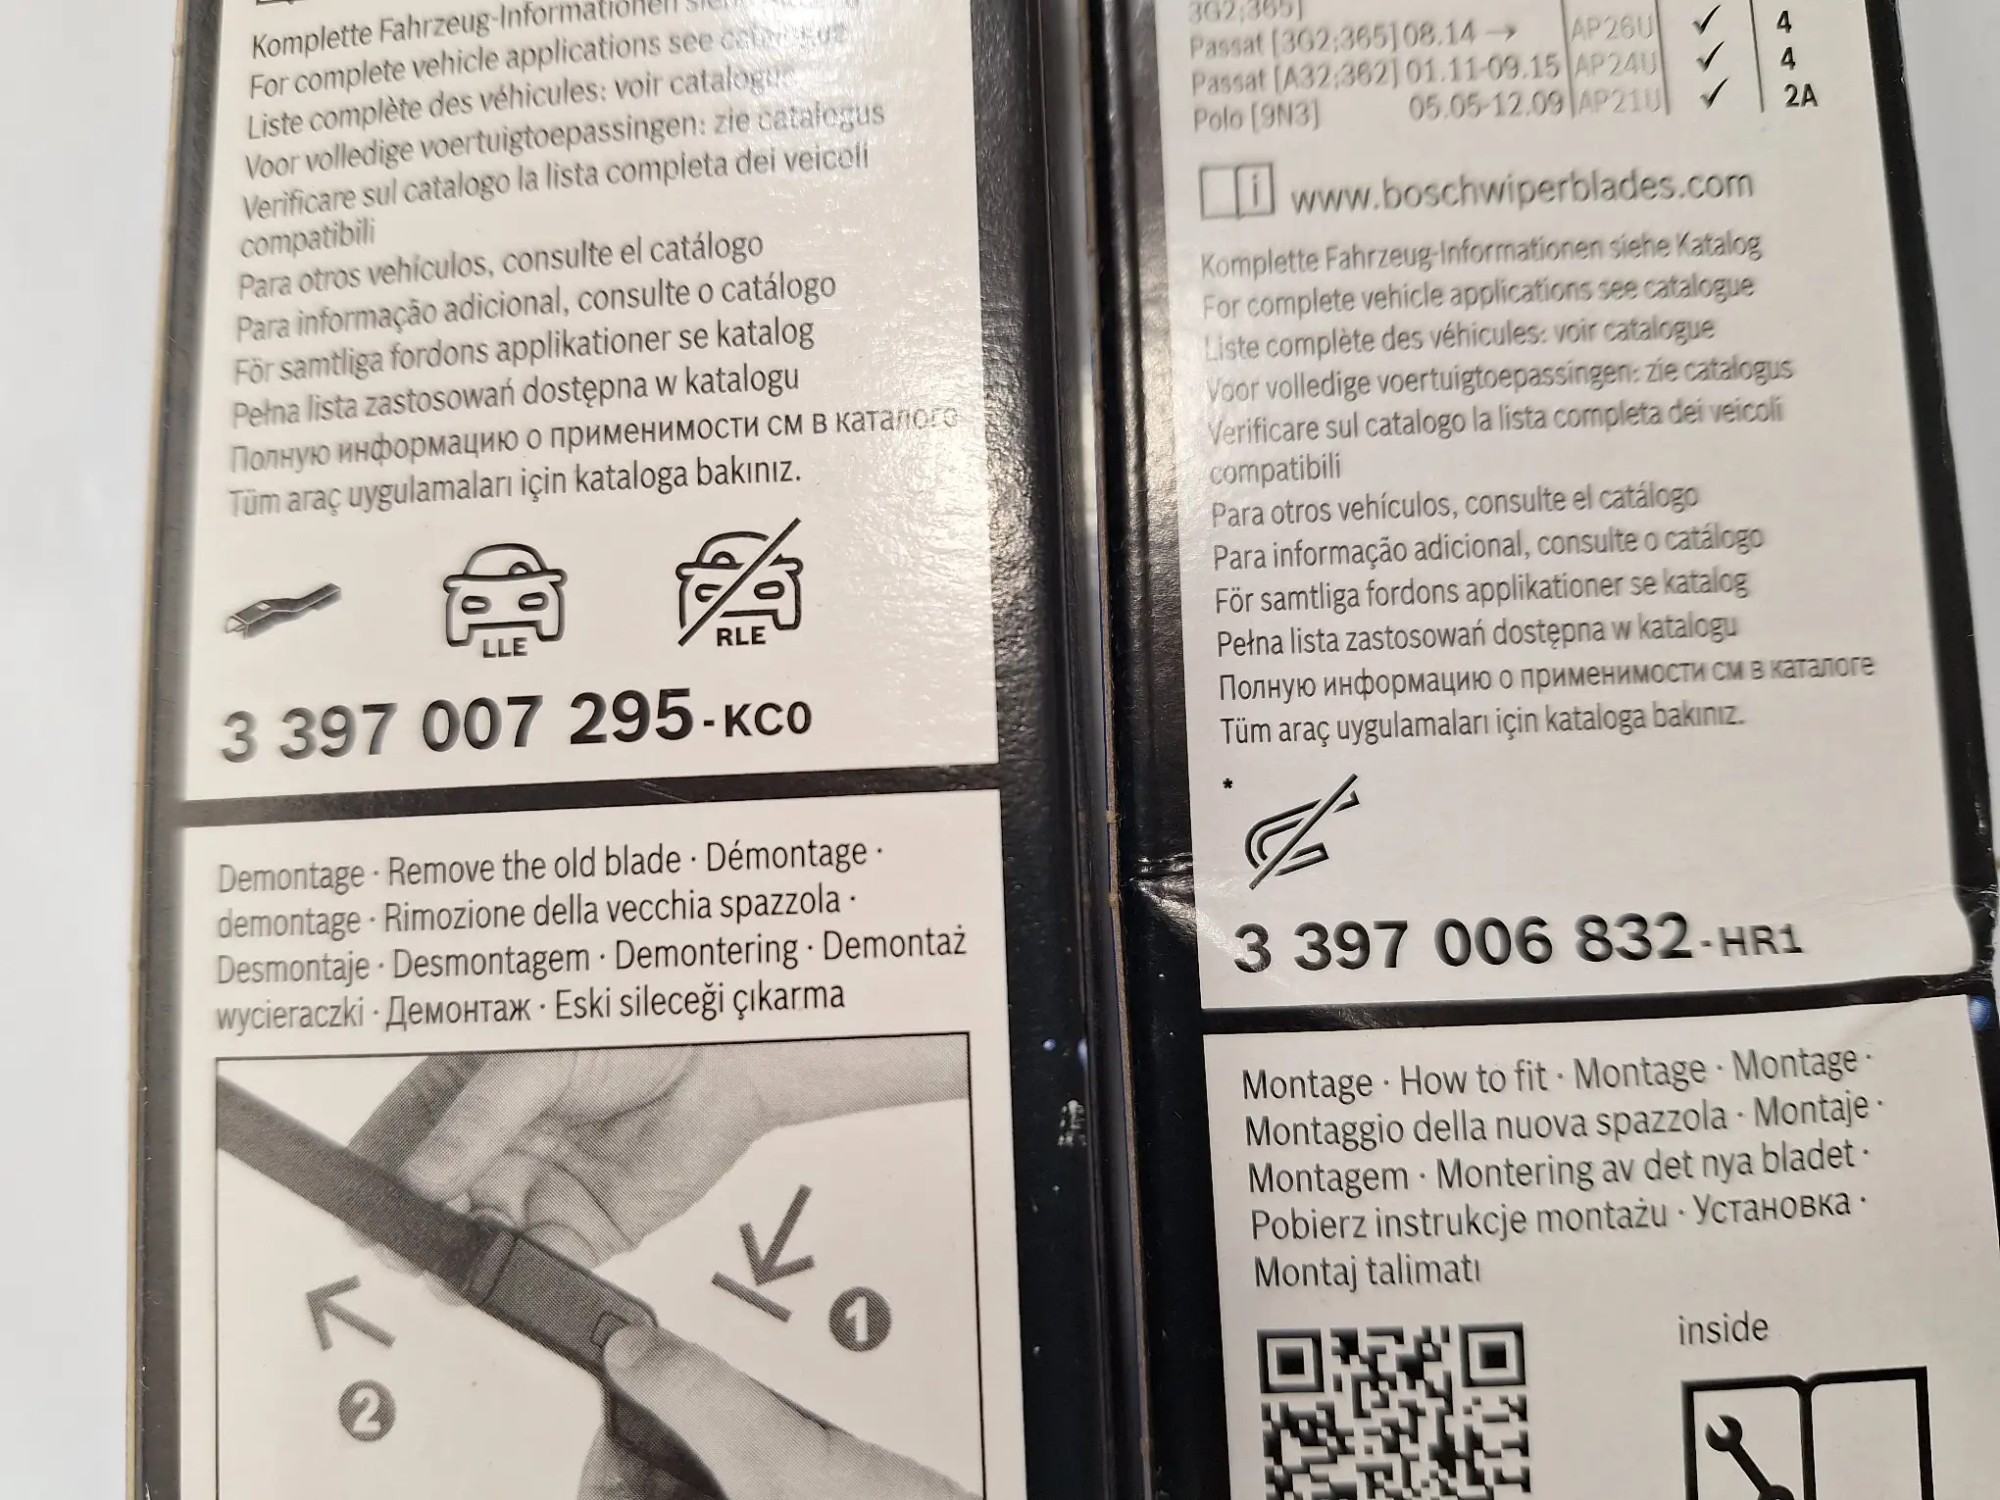 Komplette Fahrzeug-Informationen siehe
For complete vehicle applications see catalogue
Liste complète des véhicules: voir catalogue
Voor volledige voertuigtoepassingen: zie catalogus
Verificare sul catalogo la lista completa dei veicoli
compatibili
Para otros vehículos, consulte el catálogo
Para informação adicional, consulte o catálogo
För samtliga fordons applikationer se katalog
Pełna lista zastosowań dostępna w katalogu
Полную информацию о применимости см в каталоге
Tüm araç uygulamaları için kataloga bakınız.
LLE RLE
3 397 007 295-KC0
Demontage · Remove the old blade · Démontage ·
demontage · Rimozione della vecchia spazzola ·
Desmontaje · Desmontagem · Demontering · Demontaż
wycieraczki · Демонтаж · Eski sileceği çıkarma
1
2
3G2;365]
Passat [3G2;365] 08.14 → AP26U ✓ 4
Passat [A32;362] 01.11-09.15 AP24U ✓ 4
Polo [9N3] 05.05-12.09 AP21U ✓ 2A
i www.boschwiperblades.com
Komplette Fahrzeug-Informationen siehe Katalog
For complete vehicle applications see catalogue
Liste complète des véhicules: voir catalogue
Voor volledige voertuigtoepassingen: zie catalogus
Verificare sul catalogo la lista completa dei veicoli
compatibili
Para otros vehículos, consulte el catálogo
Para informação adicional, consulte o catálogo
För samtliga fordons applikationer se katalog
Pełna lista zastosowań dostępna w katalogu
Полную информацию о применимости см в каталоге
Tüm araç uygulamaları için kataloga bakınız.
*
3 397 006 832-HR1
Montage · How to fit · Montage · Montage ·
Montaggio della nuova spazzola · Montaje ·
Montagem · Montering av det nya bladet ·
Pobierz instrukcje montażu · Установка ·
Montaj talimatı
inside